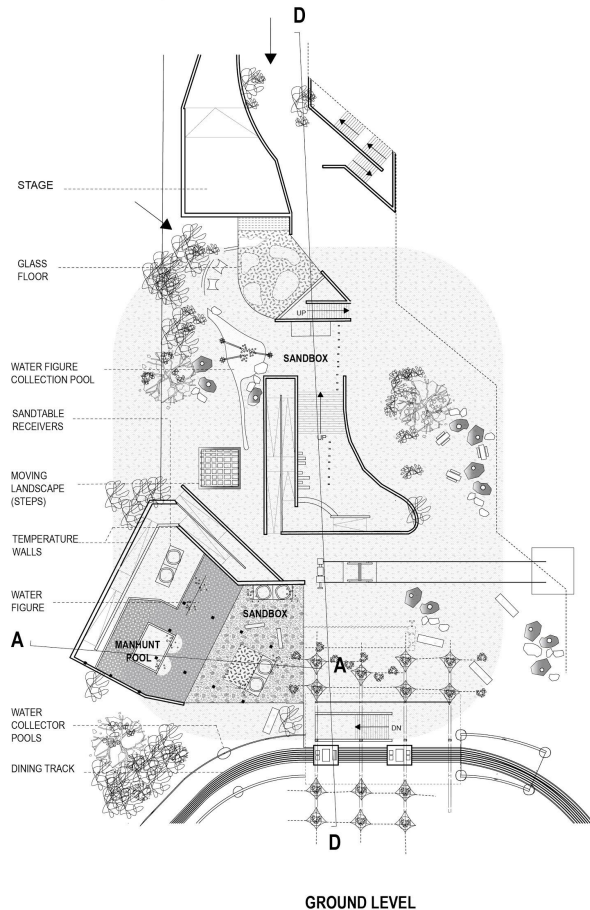 D
STAGE
GLASS
FLOOR
UP
WATER FIGURE
COLLECTION POOL
SANDBOX
SANDTABLE
RECEIVERS
UP
MOVING
LANDSCAPE
(STEPS)
TEMPERATURE
WALLS
WATER
FIGURE
SANDBOX
A
MANHUNT
POOL
A
WATER
COLLECTOR
POOLS
DN
DINING TRACK
D
GROUND LEVEL